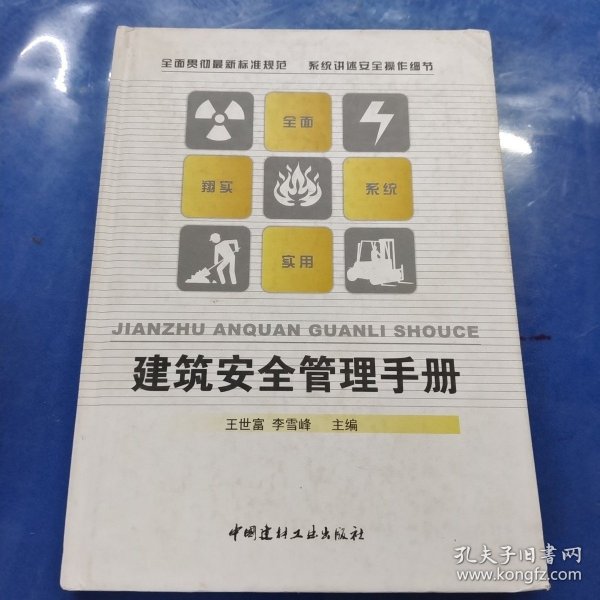 全面贯彻最新标准规范 系统讲述安全操作细节
全面
翔实
系统
实用
JIANZHU ANQUAN GUANLI SHOUCE
建筑安全管理手册
王世富 李雪峰 主编
中国建材工业出版社
孔夫子旧书网
www.kongfz.com